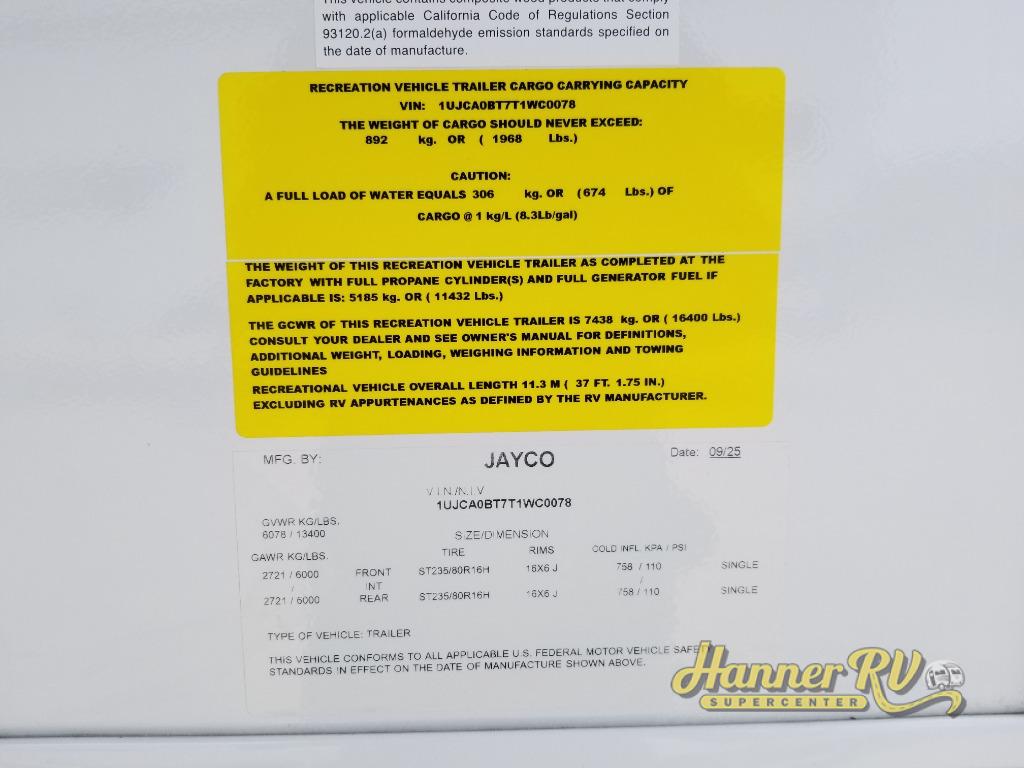 This vehicle contains composite wood products that comply
with applicable California Code of Regulations Section
93120.2(a) formaldehyde emission standards specified on
the date of manufacture.
RECREATION VEHICLE TRAILER CARGO CARRYING CAPACITY
VIN: 1UJCA0BT7T1WC0078
THE WEIGHT OF CARGO SHOULD NEVER EXCEED:
892 kg. OR ( 1968 Lbs.)
CAUTION:
A FULL LOAD OF WATER EQUALS 306 kg. OR (674 Lbs.) OF
CARGO @ 1 kg/L (8.3Lb/gal)
THE WEIGHT OF THIS RECREATION VEHICLE TRAILER AS COMPLETED AT THE
FACTORY WITH FULL PROPANE CYLINDER(S) AND FULL GENERATOR FUEL IF
APPLICABLE IS: 5185 kg. OR ( 11432 Lbs.)
THE GCWR OF THIS RECREATION VEHICLE TRAILER IS 7438 kg. OR ( 16400 Lbs.)
CONSULT YOUR DEALER AND SEE OWNER'S MANUAL FOR DEFINITIONS,
ADDITIONAL WEIGHT, LOADING, WEIGHING INFORMATION AND TOWING
GUIDELINES
RECREATIONAL VEHICLE OVERALL LENGTH 11.3 M ( 37 FT. 1.75 IN.)
EXCLUDING RV APPURTENANCES AS DEFINED BY THE RV MANUFACTURER.
MFG. BY: JAYCO Date: 09/25
V.I.N./N.I.V
1UJCA0BT7T1WC0078
GVWR KG/LBS.
6078 / 13400
SIZE/DIMENSION
GAWR KG/LBS. TIRE RIMS COLD INFL. KPA / PSI
2721 / 6000 FRONT ST235/80R16H 16X6 J 758 / 110 SINGLE
/ INT /
2721 / 6000 REAR ST235/80R16H 16X6 J 758 / 110 SINGLE
TYPE OF VEHICLE: TRAILER
THIS VEHICLE CONFORMS TO ALL APPLICABLE U.S. FEDERAL MOTOR VEHICLE SAFETY
STANDARDS IN EFFECT ON THE DATE OF MANUFACTURE SHOWN ABOVE.
Hanner RV
SUPERCENTER